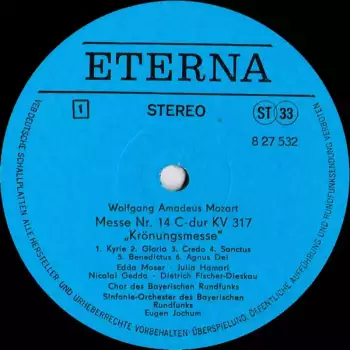 ETERNA
1
STEREO
ST 33
8 27 532
Wolfgang Amadeus Mozart
Messe Nr. 14 C-dur KV 317
„Krönungsmesse"
1. Kyrie 2. Gloria 3. Credo 4. Sanctus
5. Benedictus 6. Agnus Dei
Edda Moser - Julia Hamari
Nicolai Gedda - Dietrich Fischer-Dieskau
Chor des Bayerischen Rundfunks
Sinfonie-Orchester des Bayerischen
Rundfunks
Eugen Jochum
VEB DEUTSCHE SCHALLPLATTEN ALLE HERSTELLER UND URHEBERRECHTE VORBEHALTEN · ÜBERSPIELUNG, ÖFFENTLICHE AUFFÜHRUNG UND RUNDFUNKSENDUNG VERBOTEN